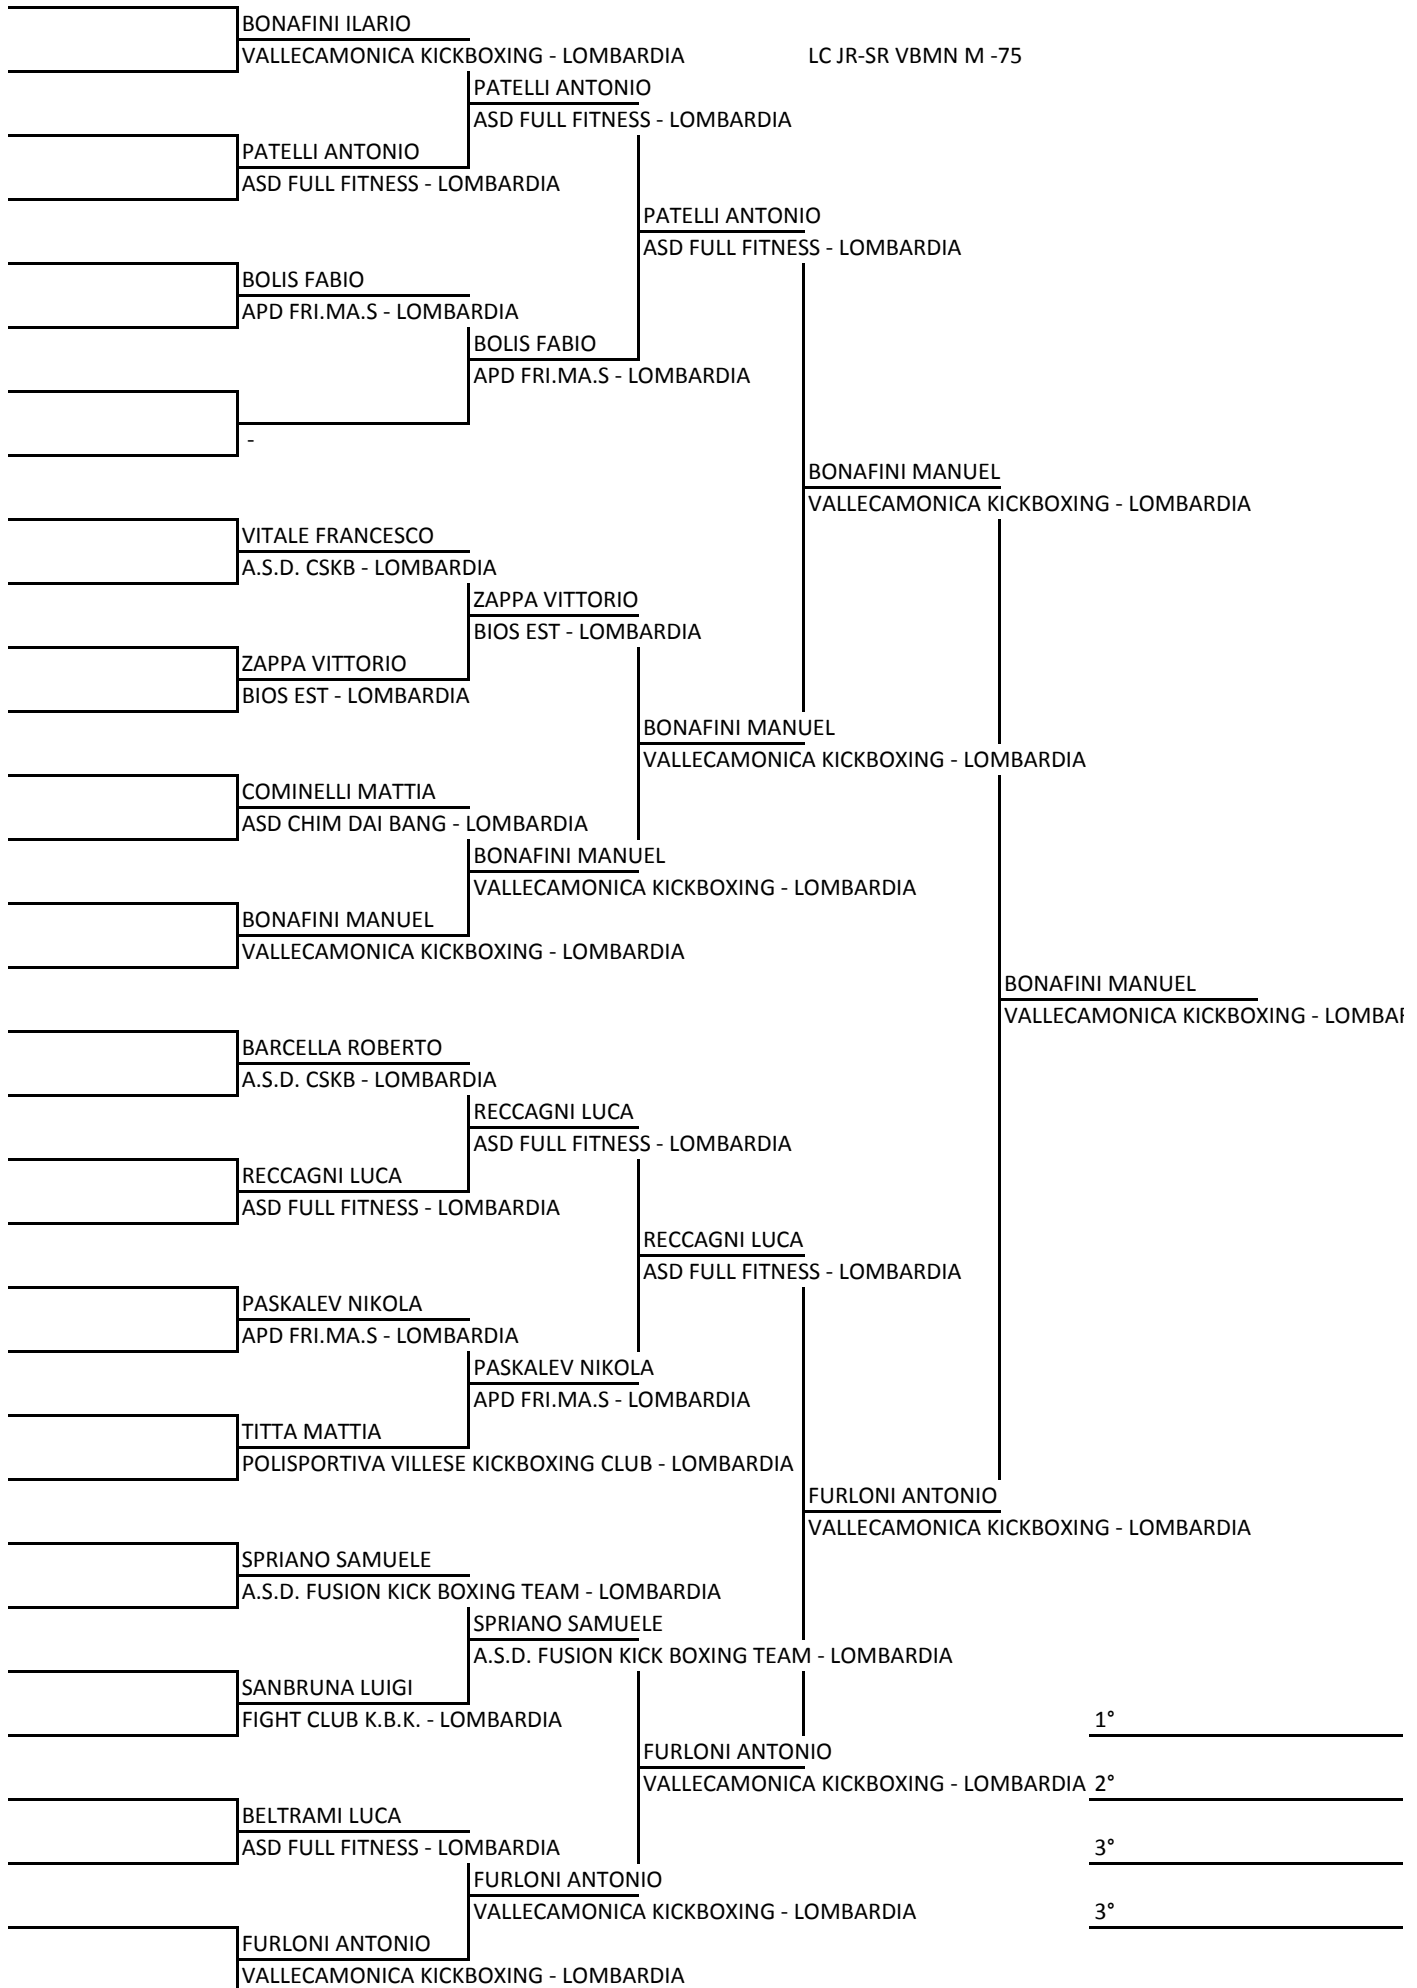 BONAFINI ILARIO
VALLECAMONICA KICKBOXING - LOMBARDIA
LC JR-SR VBMN M -75
PATELLI ANTONIO
ASD FULL FITNESS - LOMBARDIA
PATELLI ANTONIO
ASD FULL FITNESS - LOMBARDIA
PATELLI ANTONIO
ASD FULL FITNESS - LOMBARDIA
BOLIS FABIO
APD FRI.MA.S - LOMBARDIA
BOLIS FABIO
APD FRI.MA.S - LOMBARDIA
-
BONAFINI MANUEL
VALLECAMONICA KICKBOXING - LOMBARDIA
VITALE FRANCESCO
A.S.D. CSKB - LOMBARDIA
ZAPPA VITTORIO
BIOS EST - LOMBARDIA
ZAPPA VITTORIO
BIOS EST - LOMBARDIA
BONAFINI MANUEL
VALLECAMONICA KICKBOXING - LOMBARDIA
COMINELLI MATTIA
ASD CHIM DAI BANG - LOMBARDIA
BONAFINI MANUEL
VALLECAMONICA KICKBOXING - LOMBARDIA
BONAFINI MANUEL
VALLECAMONICA KICKBOXING - LOMBARDIA
BONAFINI MANUEL
VALLECAMONICA KICKBOXING - LOMBAR
BARCELLA ROBERTO
A.S.D. CSKB - LOMBARDIA
RECCAGNI LUCA
ASD FULL FITNESS - LOMBARDIA
RECCAGNI LUCA
ASD FULL FITNESS - LOMBARDIA
RECCAGNI LUCA
ASD FULL FITNESS - LOMBARDIA
PASKALEV NIKOLA
APD FRI.MA.S - LOMBARDIA
PASKALEV NIKOLA
APD FRI.MA.S - LOMBARDIA
TITTA MATTIA
POLISPORTIVA VILLESE KICKBOXING CLUB - LOMBARDIA
FURLONI ANTONIO
VALLECAMONICA KICKBOXING - LOMBARDIA
SPRIANO SAMUELE
A.S.D. FUSION KICK BOXING TEAM - LOMBARDIA
SPRIANO SAMUELE
A.S.D. FUSION KICK BOXING TEAM - LOMBARDIA
SANBRUNA LUIGI
FIGHT CLUB K.B.K. - LOMBARDIA
1°
FURLONI ANTONIO
VALLECAMONICA KICKBOXING - LOMBARDIA
2°
BELTRAMI LUCA
ASD FULL FITNESS - LOMBARDIA
3°
FURLONI ANTONIO
VALLECAMONICA KICKBOXING - LOMBARDIA
3°
FURLONI ANTONIO
VALLECAMONICA KICKBOXING - LOMBARDIA